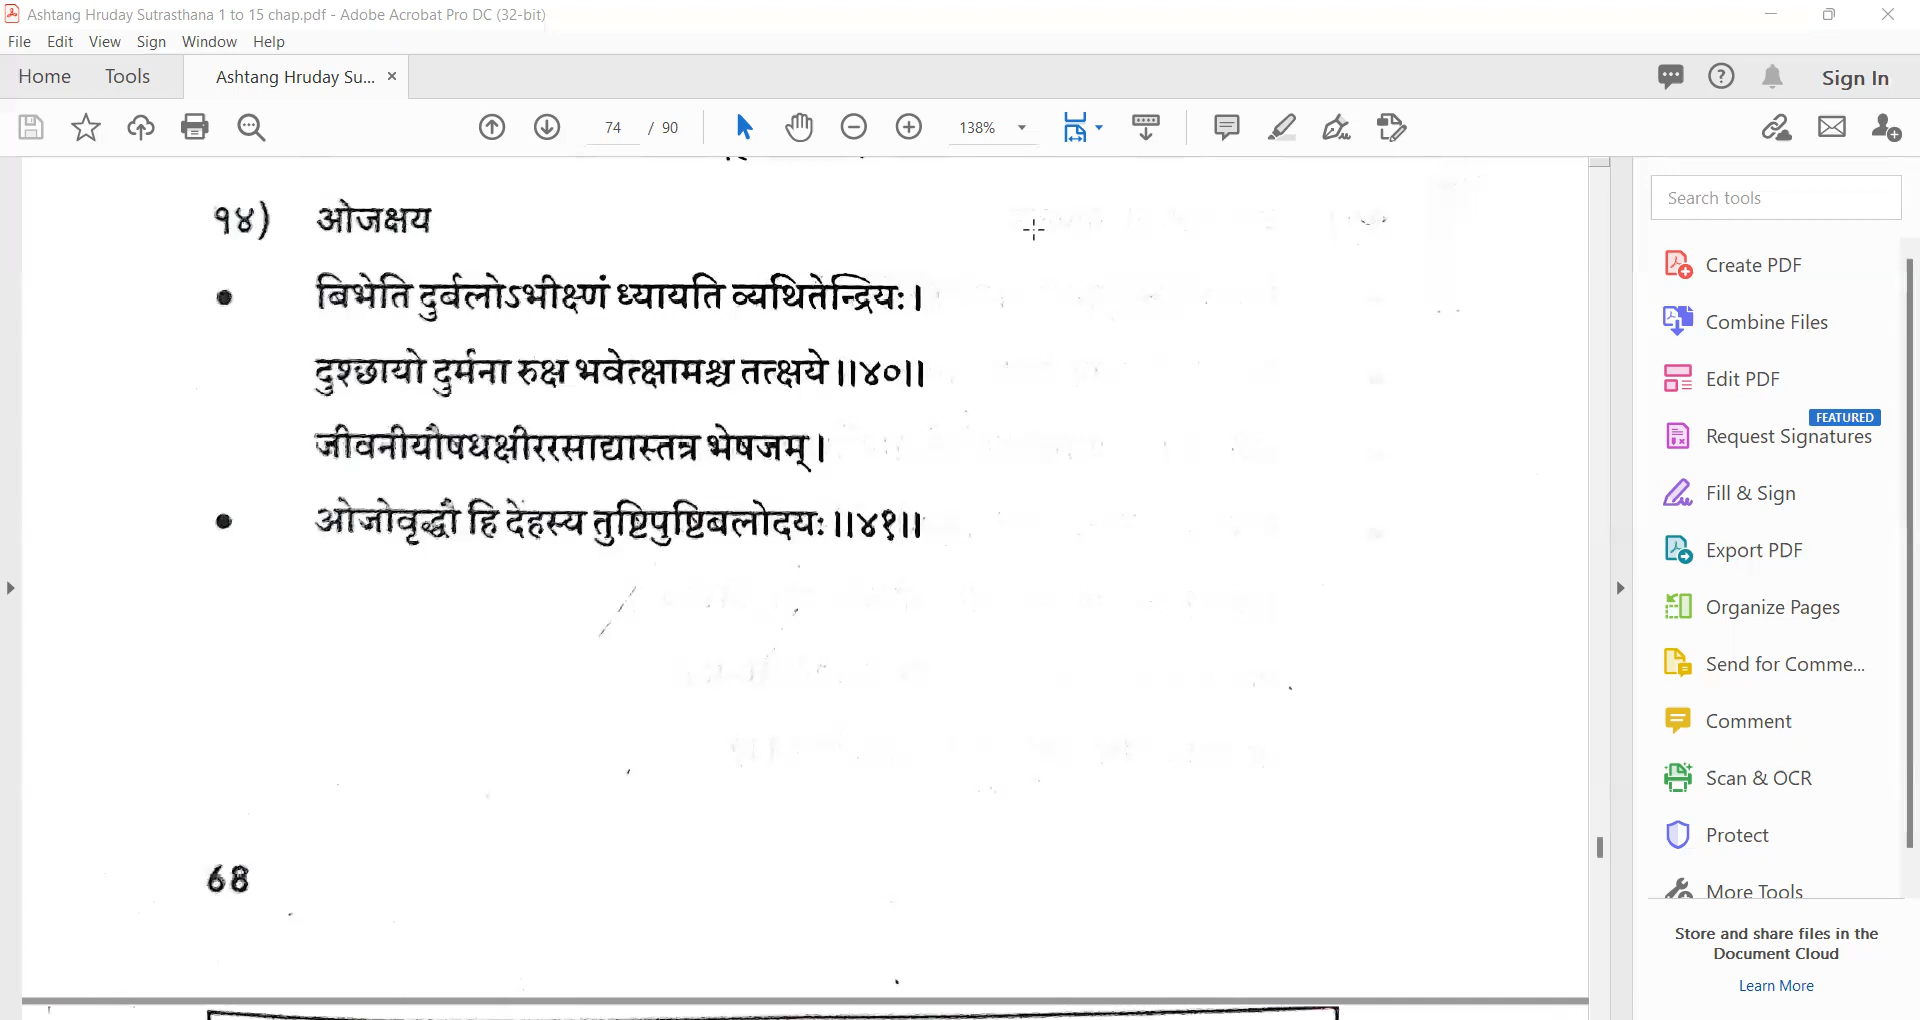 Ashtang Hruday Sutrasthana 1 to 15 chap.pdf - Adobe Acrobat Pro DC (32-bit)
File Edit View Sign Window Help
Home Tools Ashtang Hruday Su... × Sign In
74 / 90 138%
Search tools
Create PDF
Combine Files
Edit PDF
FEATURED
Request Signatures
Fill & Sign
Export PDF
Organize Pages
Send for Comme...
Comment
Scan & OCR
Protect
More Tools
Store and share files in the
Document Cloud
Learn More
१४) ओजक्षय
● बिभेति दुर्बलोऽभीक्ष्णं ध्यायति व्यथितेन्द्रियः।
दुश्छायो दुर्मना रुक्ष भवेत्क्षामश्च तत्क्षये ॥४०॥
जीवनीयौषधक्षीररसाद्यास्तत्र भेषजम्।
● ओजोवृद्धौ हि देहस्य तुष्टिपुष्टिबलोदयः॥४१॥
68